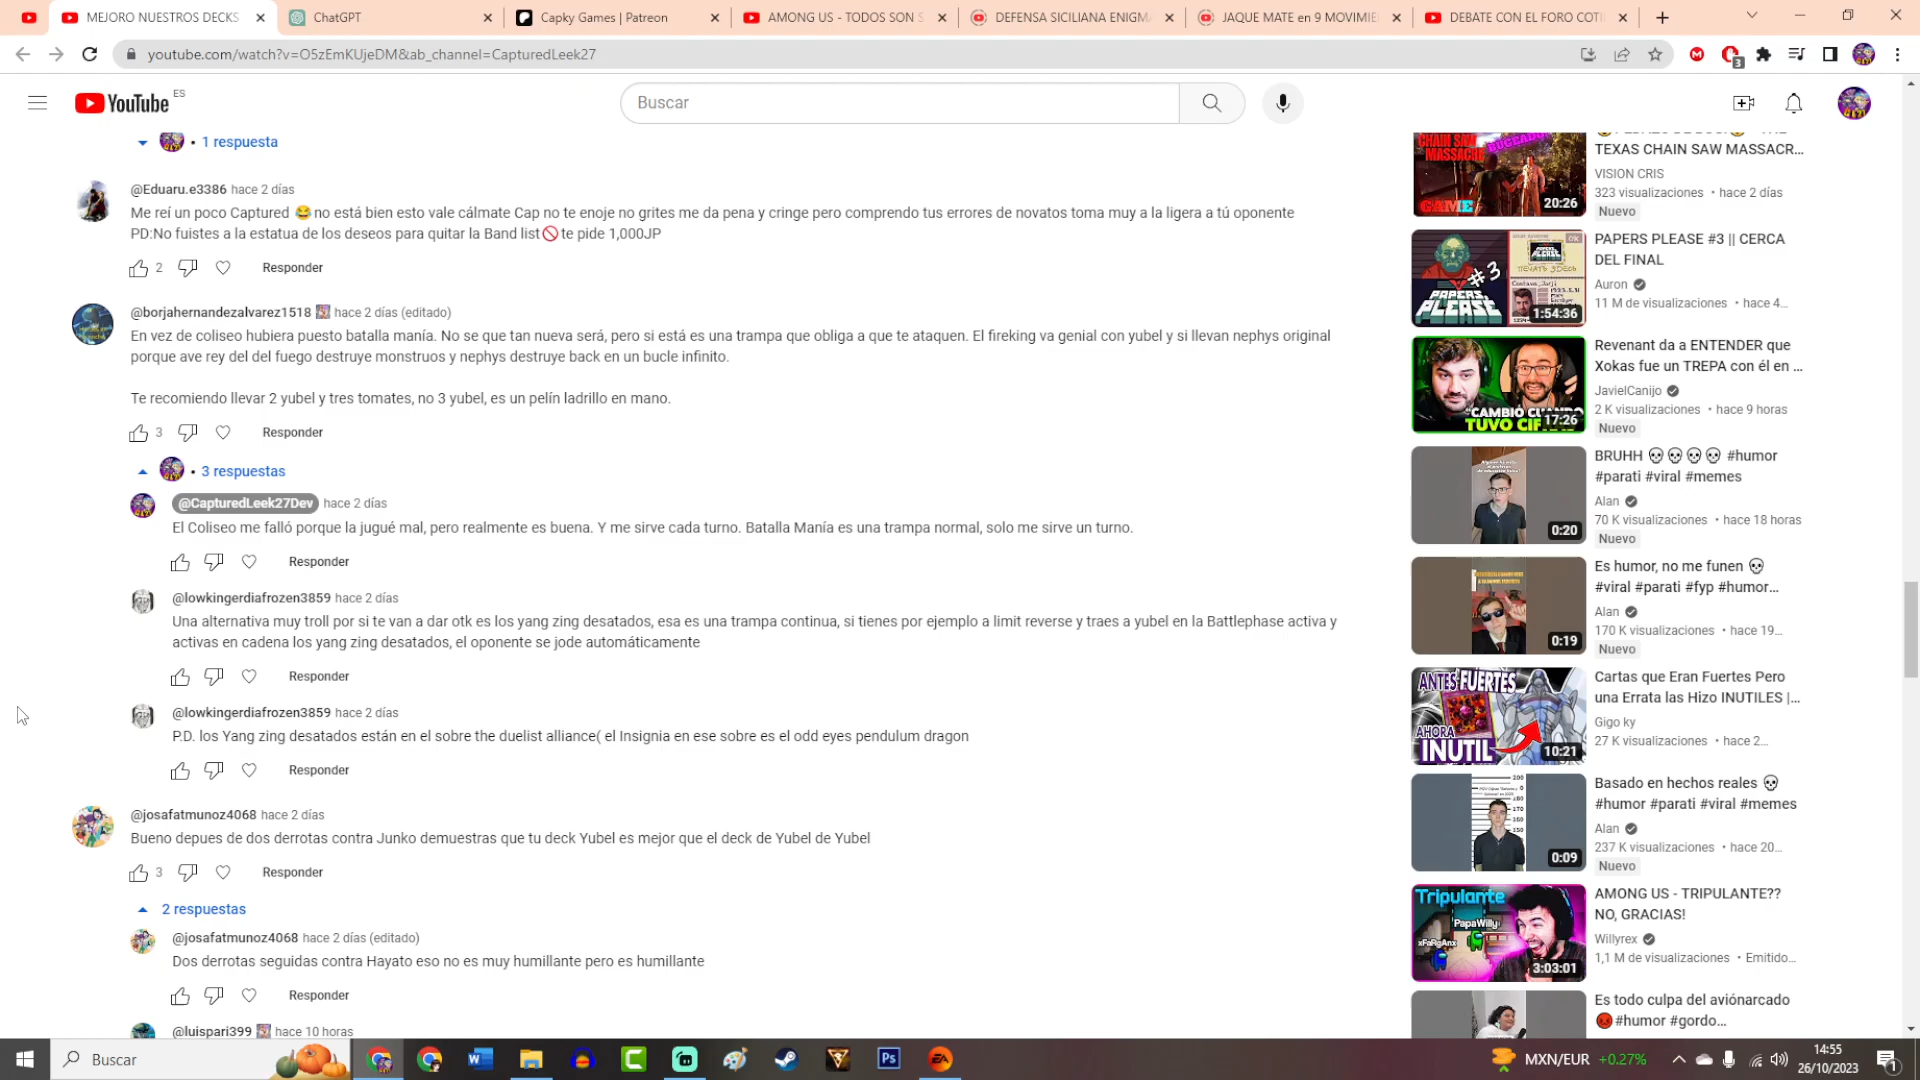 MEJORO NUESTROS DECKS
ChatGPT
Capky Games | Patreon
AMONG US - TODOS SON S
DEFENSA SICILIANA ENIGMA
JAQUE MATE en 9 MOVIMIE
DEBATE CON EL FORO COTI
youtube.com/watch?v=O5zEmKUjeDM&ab_channel=CapturedLeek27
3
YouTube ES
Buscar
• 1 respuesta
@Eduaru.e3386 hace 2 días
Me reí un poco Captured 😂no está bien esto vale cálmate Cap no te enoje no grites me da pena y cringe pero comprendo tus errores de novatos toma muy a la ligera a tú oponente
PD:No fuistes a la estatua de los deseos para quitar la Band list🚫te pide 1,000JP
2 Responder
@borjahernandezalvarez1518 hace 2 días (editado)
En vez de coliseo hubiera puesto batalla manía. No se que tan nueva será, pero si está es una trampa que obliga a que te ataquen. El fireking va genial con yubel y si llevan nephys original
porque ave rey del del fuego destruye monstruos y nephys destruye back en un bucle infinito.
Te recomiendo llevar 2 yubel y tres tomates, no 3 yubel, es un pelín ladrillo en mano.
3 Responder
• 3 respuestas
@CapturedLeek27Dev hace 2 días
El Coliseo me falló porque la jugué mal, pero realmente es buena. Y me sirve cada turno. Batalla Manía es una trampa normal, solo me sirve un turno.
Responder
@lowkingerdiafrozen3859 hace 2 días
Una alternativa muy troll por si te van a dar otk es los yang zing desatados, esa es una trampa continua, si tienes por ejemplo a limit reverse y traes a yubel en la Battlephase activa y
activas en cadena los yang zing desatados, el oponente se jode automáticamente
Responder
@lowkingerdiafrozen3859 hace 2 días
P.D. los Yang zing desatados están en el sobre the duelist alliance( el Insignia en ese sobre es el odd eyes pendulum dragon
Responder
@josafatmunoz4068 hace 2 días
Bueno depues de dos derrotas contra Junko demuestras que tu deck Yubel es mejor que el deck de Yubel de Yubel
3 Responder
2 respuestas
@josafatmunoz4068 hace 2 días (editado)
Dos derrotas seguidas contra Hayato eso no es muy humillante pero es humillante
Responder
@luispari399 hace 10 horas
CHAIN SAW
MASSACRE
BUGEADO
GAME
20:26
TEXAS CHAIN SAW MASSACR...
VISION CRIS
323 visualizaciones • hace 2 días
Nuevo
#3
PAPERS
PLEASE
1:54:36
PAPERS PLEASE #3 || CERCA
DEL FINAL
Auron
11 M de visualizaciones • hace 4...
"CAMBIO CUANDO
TUVO
17:26
Revenant da a ENTENDER que
Xokas fue un TREPA con él en ...
JavielCanijo
2 K visualizaciones • hace 9 horas
Nuevo
0:20
BRUHH 💀💀💀💀 #humor
#parati #viral #memes
Alan
70 K visualizaciones • hace 18 horas
Nuevo
0:19
Es humor, no me funen 💀
#viral #parati #fyp #humor...
Alan
170 K visualizaciones • hace 19...
Nuevo
ANTES FUERTES
AHORA
INUTIL
10:21
Cartas que Eran Fuertes Pero
una Errata las Hizo INUTILES |...
Gigo ky
27 K visualizaciones • hace 2...
0:09
Basado en hechos reales 💀
#humor #parati #viral #memes
Alan
237 K visualizaciones • hace 20...
Nuevo
Tripulante
PapaWilly
xFaRgAnx
3:03:01
AMONG US - TRIPULANTE??
NO, GRACIAS!
Willyrex
1,1 M de visualizaciones • Emitido...
Es todo culpa del aviónarcado
😡#humor #gordo...
Buscar
MXN/EUR +0.27%
14:55
26/10/2023
1